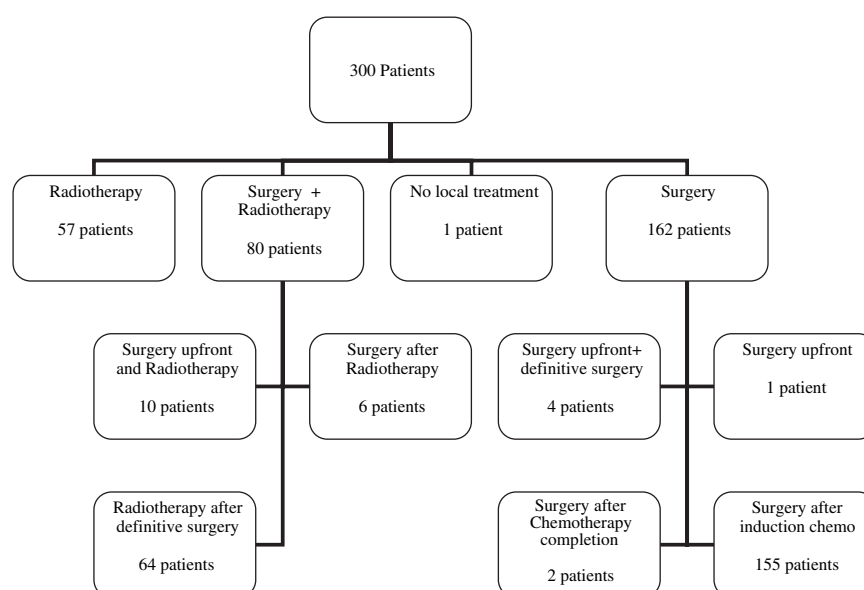 300 Patients
Radiotherapy
57 patients
Surgery +
Radiotherapy
80 patients
No local treatment
1 patient
Surgery
162 patients
Surgery upfront
and Radiotherapy
10 patients
Surgery after
Radiotherapy
6 patients
Surgery upfront+
definitive surgery
4 patients
Surgery upfront
1 patient
Radiotherapy after
definitive surgery
64 patients
Surgery after
Chemotherapy
completion
2 patients
Surgery after
induction chemo
155 patients